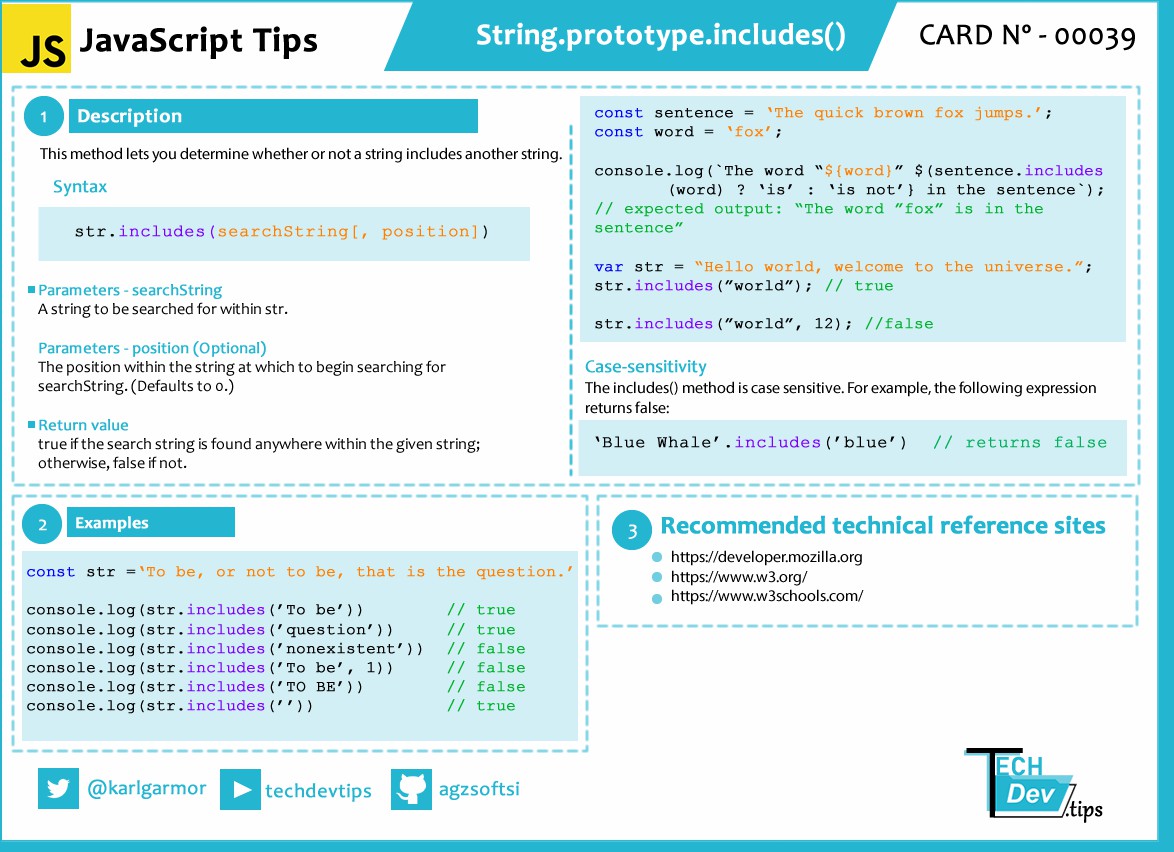 JS JavaScript Tips
String.prototype.includes()
CARD Nº - 00039
1 Description
This method lets you determine whether or not a string includes another string.
Syntax
str.includes(searchString[, position])
Parameters - searchString
A string to be searched for within str.
Parameters - position (Optional)
The position within the string at which to begin searching for
searchString. (Defaults to 0.)
Return value
true if the search string is found anywhere within the given string;
otherwise, false if not.
const sentence = ‘The quick brown fox jumps.’;
const word = ‘fox’;
console.log(`The word “${word}” $(sentence.includes
(word) ? ‘is’ : ‘is not’} in the sentence`);
// expected output: “The word ”fox” is in the
sentence”
var str = “Hello world, welcome to the universe.”;
str.includes(”world”); // true
str.includes(”world”, 12); //false
Case-sensitivity
The includes() method is case sensitive. For example, the following expression
returns false:
‘Blue Whale’.includes(’blue’) // returns false
2 Examples
const str =‘To be, or not to be, that is the question.’
console.log(str.includes(’To be’)) // true
console.log(str.includes(’question’)) // true
console.log(str.includes(’nonexistent’)) // false
console.log(str.includes(’To be’, 1)) // false
console.log(str.includes(’TO BE’)) // false
console.log(str.includes(’’)) // true
3 Recommended technical reference sites
https://developer.mozilla.org
https://www.w3.org/
https://www.w3schools.com/
@karlgarmor
techdevtips
agzsoftsi
TECH
Dev
.tips